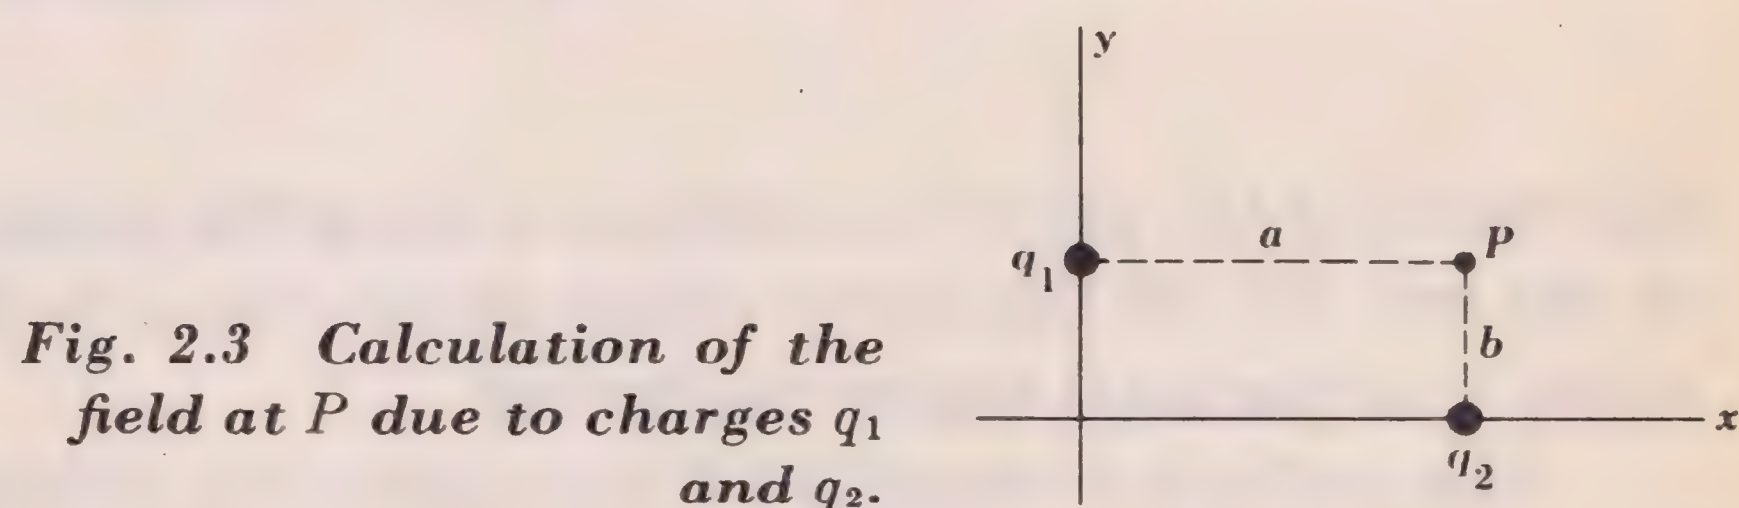 Fig. 2.3 Calculation of the
field at P due to charges q1
and q2.
y
a
P
q1
b
x
q2